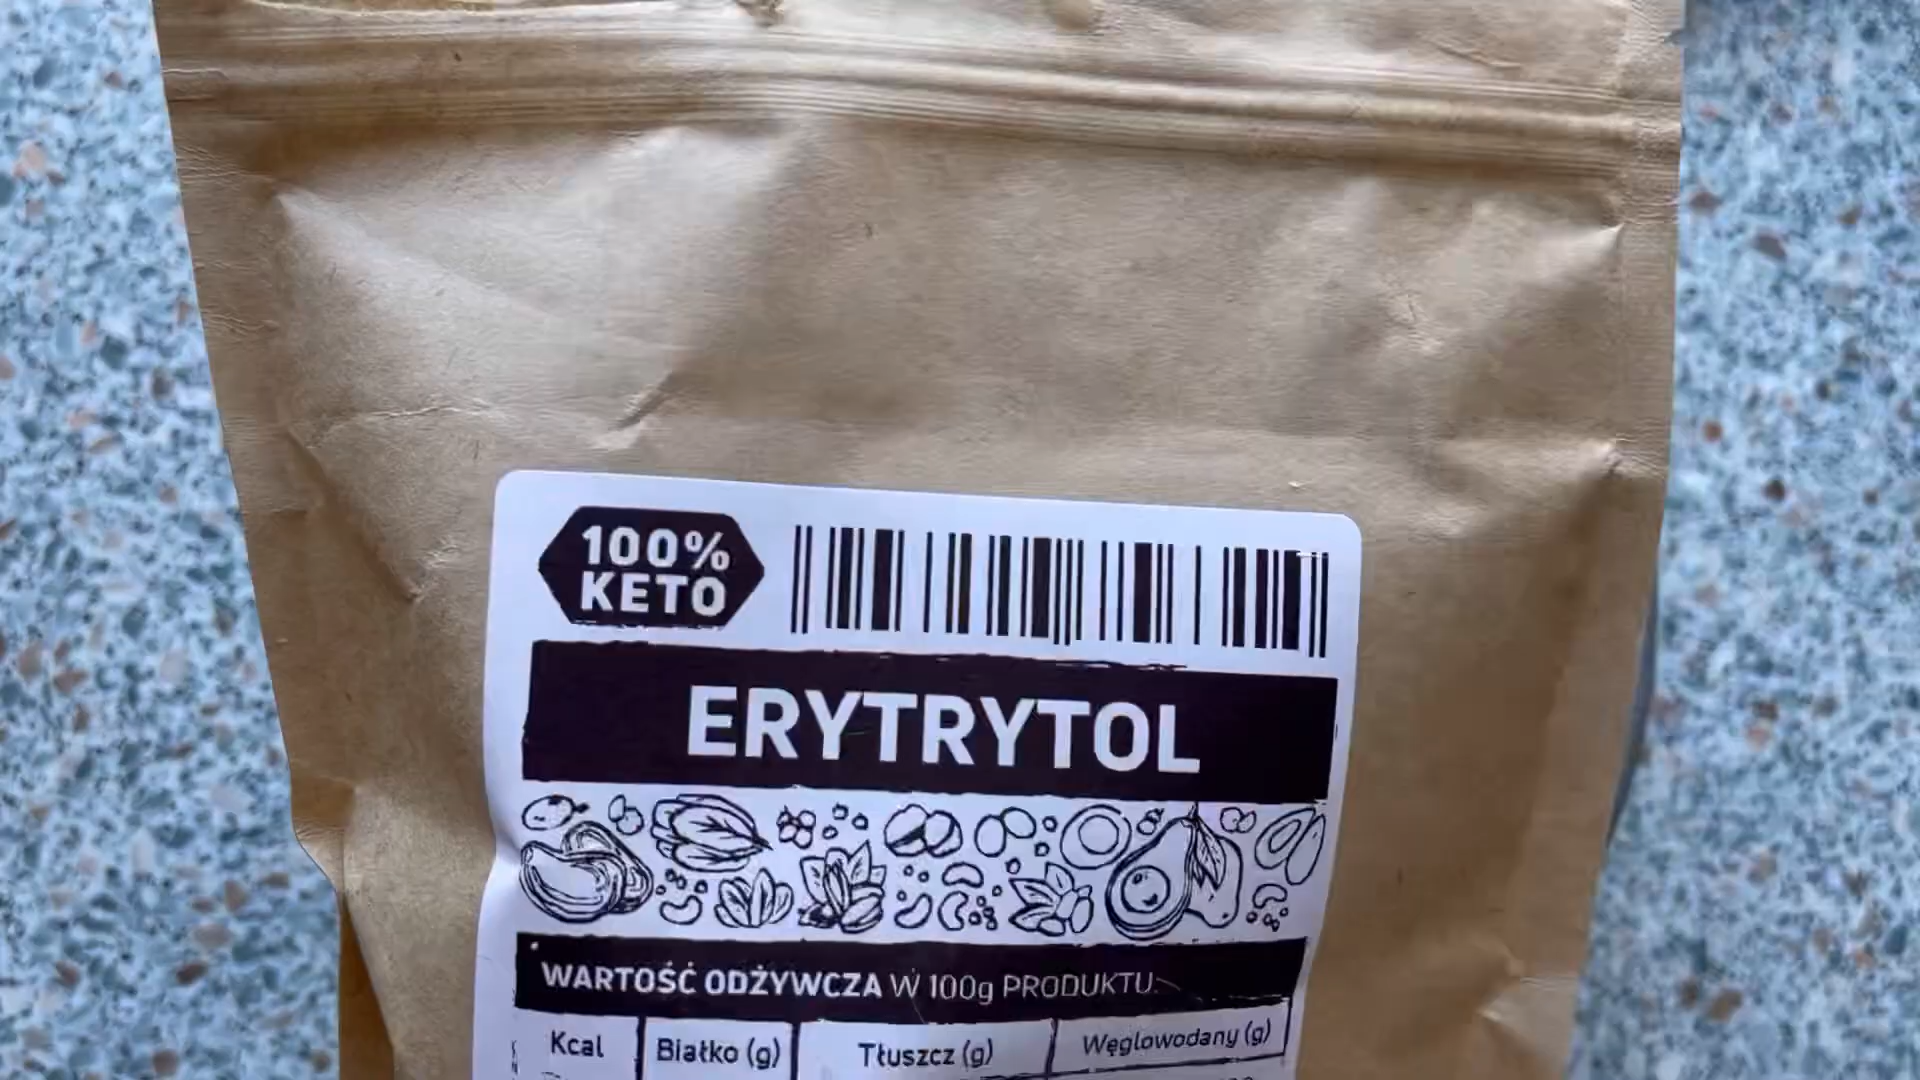 100%
KETO
ERYTRYTOL
WARTOŚĆ ODŻYWCZA W 100g PRODUKTU:
Kcal Białko (g) Tłuszcz (g) Węglowodany (g)